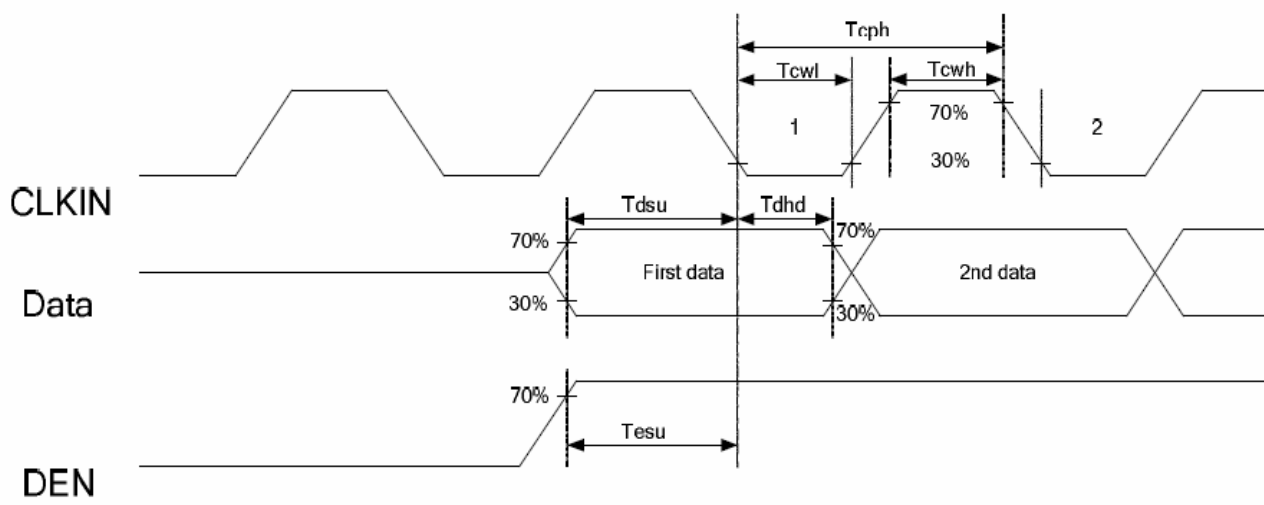 Tcph
Tcwl
Tcwh
1
70%
2
30%
CLKIN
Tdsu
Tdhd
70%
70%
First data
2nd data
Data
30%
30%
70%
Tesu
DEN